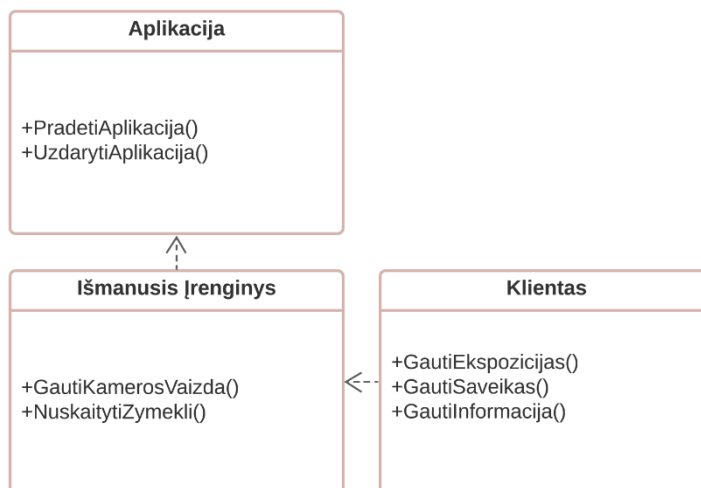 Aplikacija
+PradetiAplikacija()
+UzdarytiAplikacija()
Išmanusis Įrenginys
+GautiKamerosVaizda()
+NuskaitytiZymekli()
Klientas
+GautiEkspozicijas()
+GautiSaveikas()
+GautiInformacija()